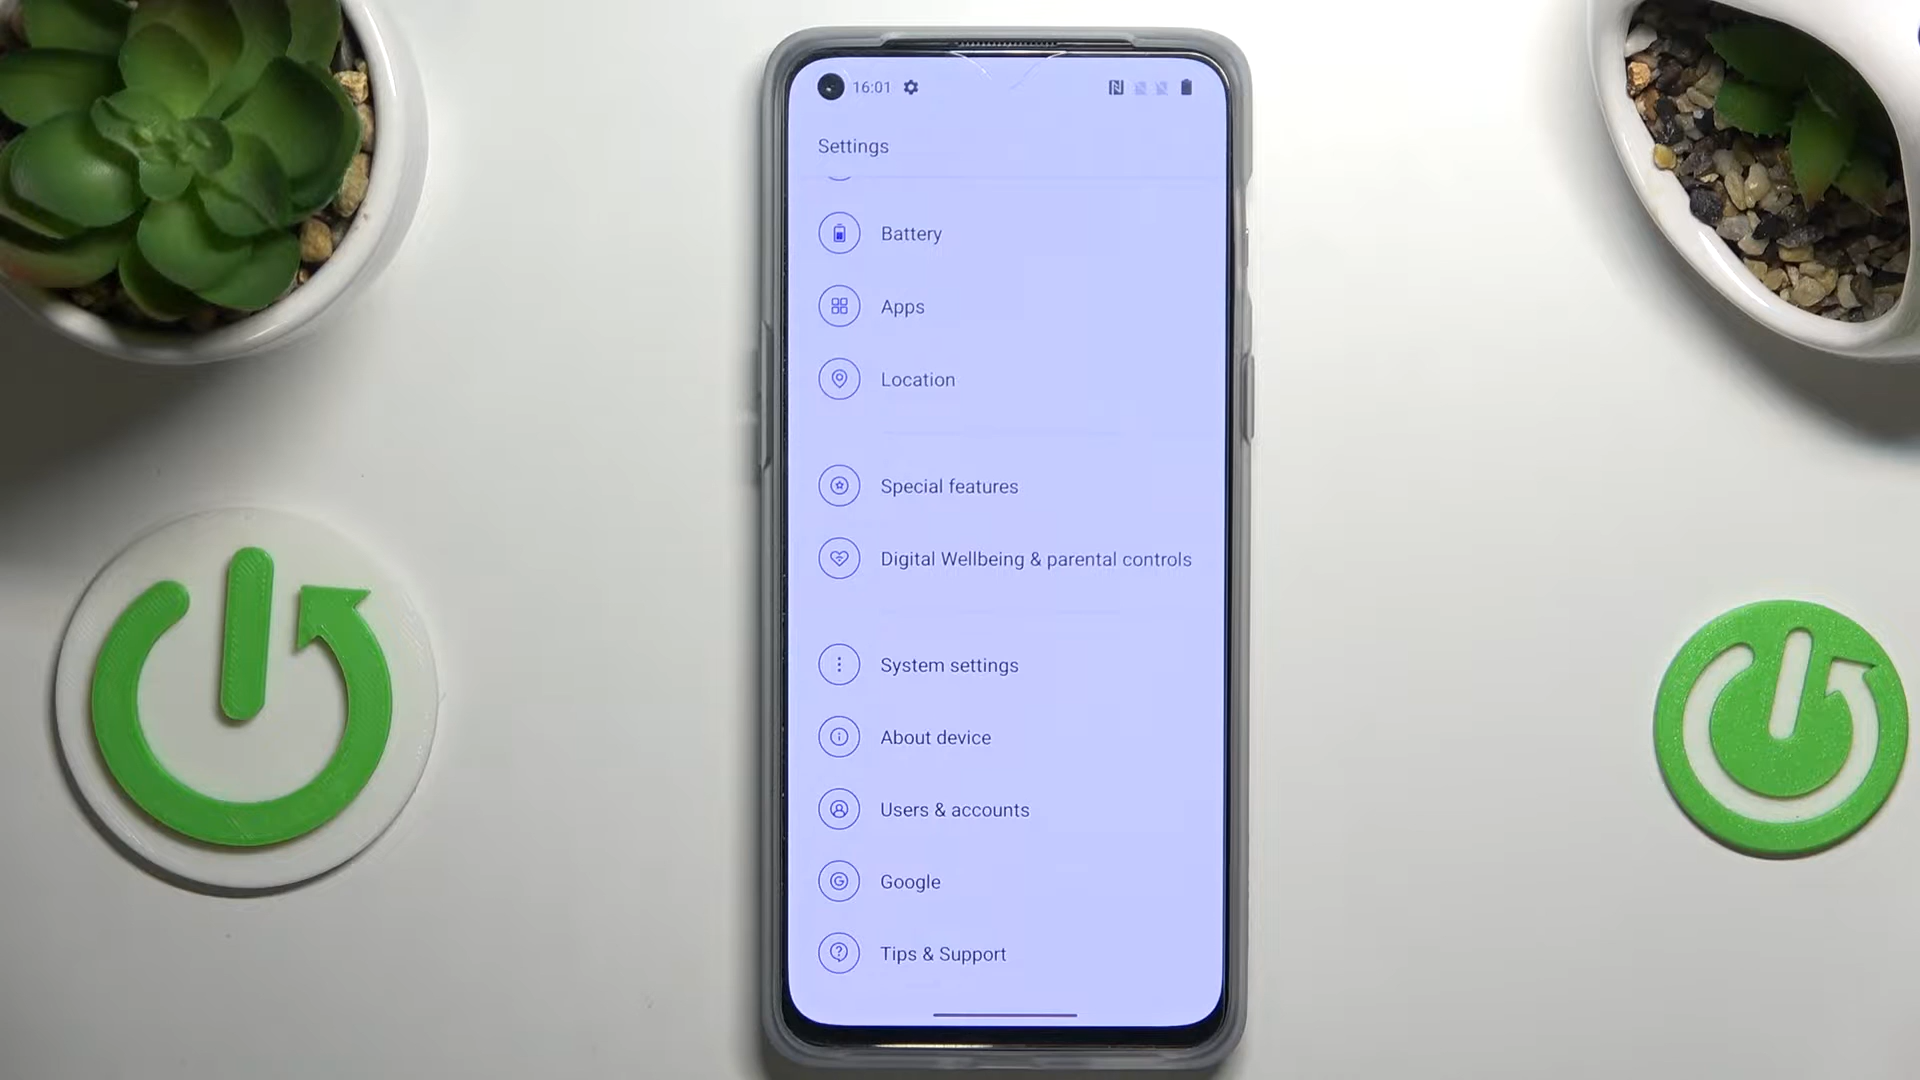 16:01
Settings
Battery
Apps
Location
Special features
Digital Wellbeing & parental controls
System settings
About device
Users & accounts
Google
Tips & Support